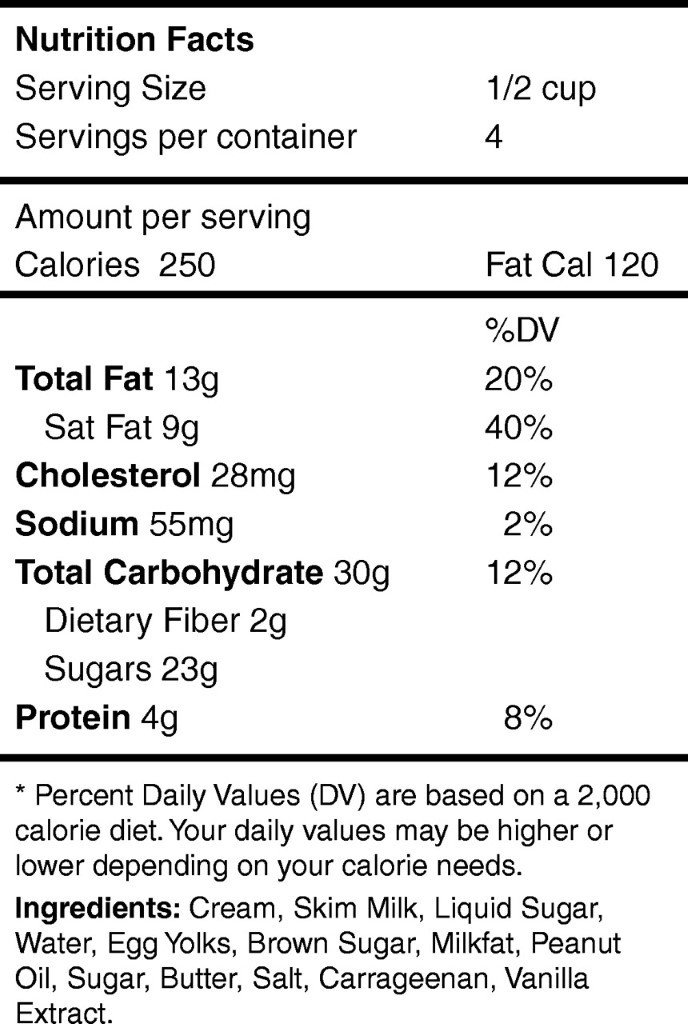 Nutrition Facts
Serving Size 1/2 cup
Servings per container 4
Amount per serving
Calories 250 Fat Cal 120
%DV
Total Fat 13g 20%
Sat Fat 9g 40%
Cholesterol 28mg 12%
Sodium 55mg 2%
Total Carbohydrate 30g 12%
Dietary Fiber 2g
Sugars 23g
Protein 4g 8%
* Percent Daily Values (DV) are based on a 2,000
calorie diet. Your daily values may be higher or
lower depending on your calorie needs.
Ingredients: Cream, Skim Milk, Liquid Sugar,
Water, Egg Yolks, Brown Sugar, Milkfat, Peanut
Oil, Sugar, Butter, Salt, Carrageenan, Vanilla
Extract.